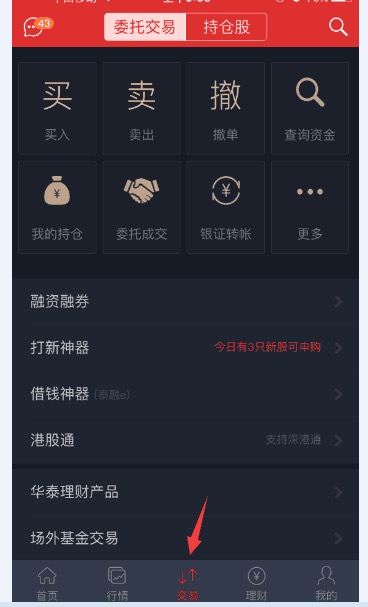 43 委托交易 持仓股
买 卖 撤
买入 卖出 撤单 查询资金
¥ ¥
我的持仓 委托成交 银证转帐 更多
融资融券
打新神器 今日有3只新股可申购
借钱神器 (泰融e)
港股通 支持深港通
华泰理财产品
场外基金交易
¥
首页 行情 交易 理财 我的